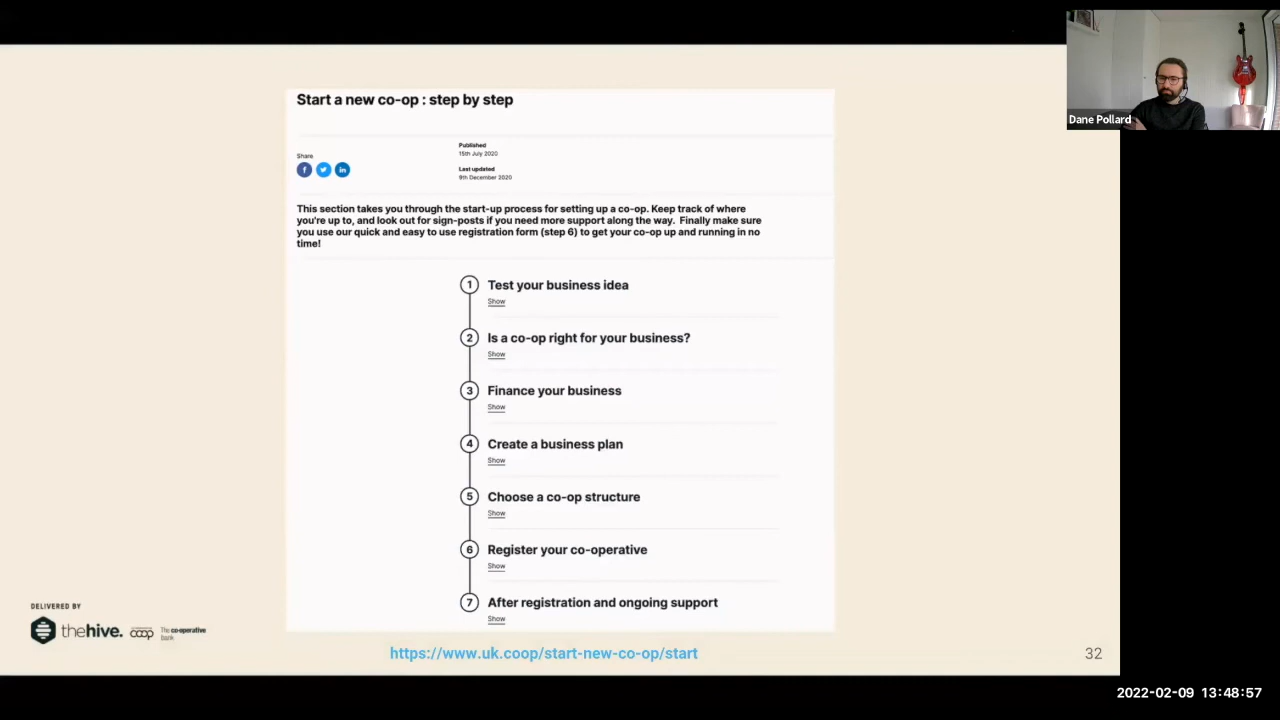 Start a new co-op : step by step
Dane Pollard
Published
15th July 2020
Share
Last updated
9th December 2020
This section takes you through the start-up process for setting up a co-op. Keep track of where
you're up to, and look out for sign-posts if you need more support along the way.  Finally make sure
you use our quick and easy to use registration form (step 6) to get your co-op up and running in no
time!
1 Test your business idea
Show
2 Is a co-op right for your business?
Show
3 Finance your business
Show
4 Create a business plan
Show
5 Choose a co-op structure
Show
6 Register your co-operative
Show
7 After registration and ongoing support
Show
DELIVERED BY
thehive.
coop
The co-operative
bank
https://www.uk.coop/start-new-co-op/start
32
2022-02-09 13:48:57